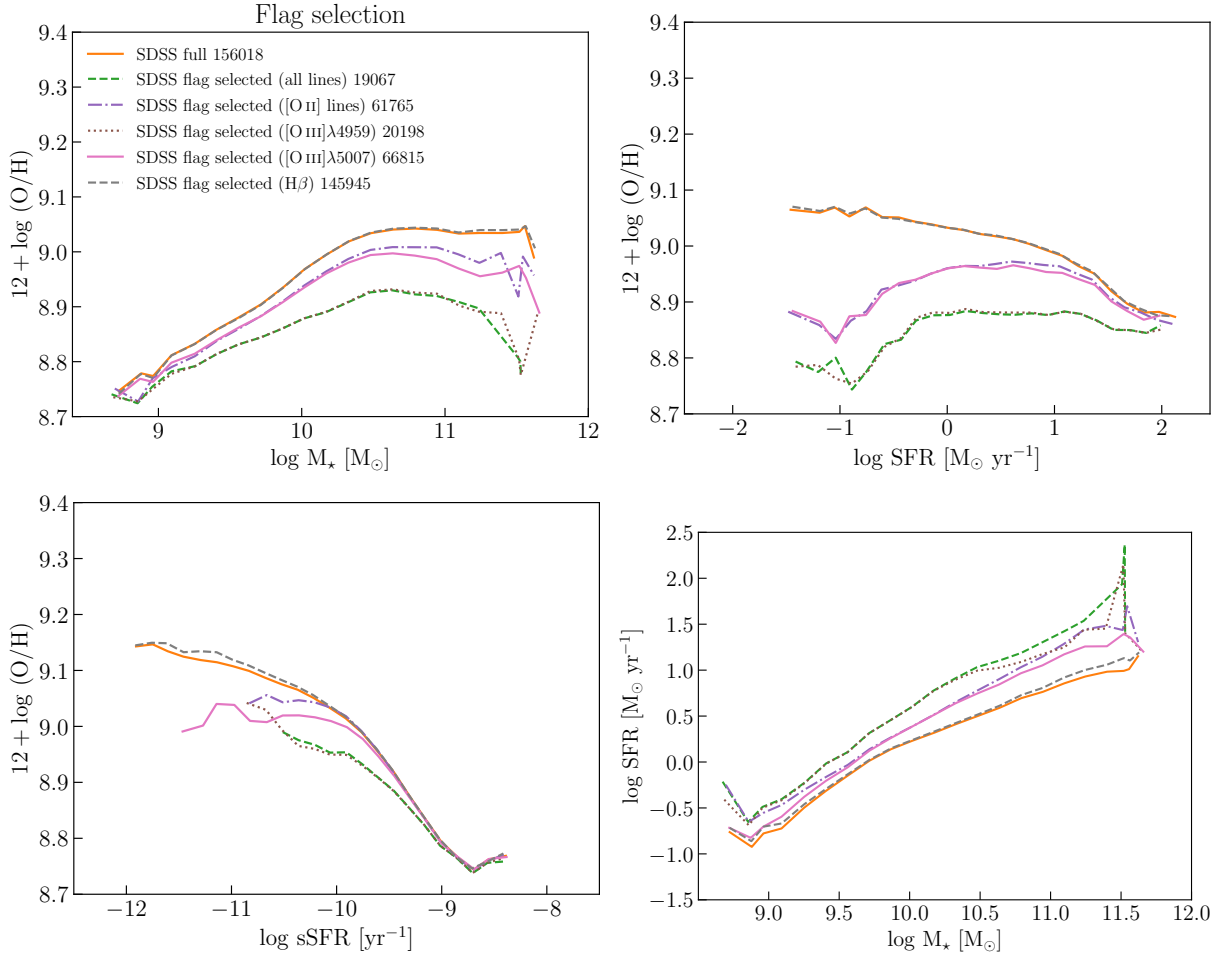 Flag selection
9.4
9.3
9.2
9.1
9.0
8.9
8.8
8.7
12 + log (O/H)
SDSS full 156018
SDSS flag selected (all lines) 19067
SDSS flag selected ([O II] lines) 61765
SDSS flag selected ([O III]λ4959) 20198
SDSS flag selected ([O III]λ5007) 66815
SDSS flag selected (Hβ) 145945
9 10 11 12
log M⋆ [M⊙]
9.4
9.3
9.2
9.1
9.0
8.9
8.8
8.7
12 + log (O/H)
−2 −1 0 1 2
log SFR [M⊙ yr⁻¹]
9.4
9.3
9.2
9.1
9.0
8.9
8.8
8.7
12 + log (O/H)
−12 −11 −10 −9 −8
log sSFR [yr⁻¹]
2.5
2.0
1.5
1.0
0.5
0.0
−0.5
−1.0
−1.5
log SFR [M⊙ yr⁻¹]
9.0 9.5 10.0 10.5 11.0 11.5 12.0
log M⋆ [M⊙]